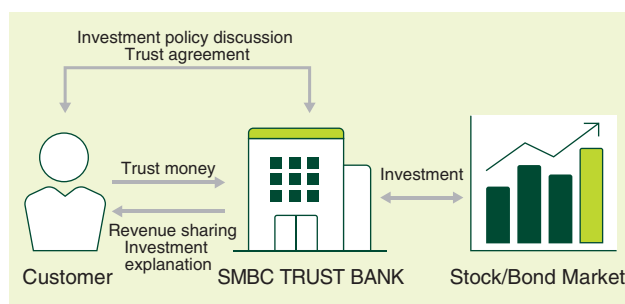 Investment policy discussion
Trust agreement
Trust money
Investment
Revenue sharing
Investment
explanation
Customer
SMBC TRUST BANK
Stock/Bond Market